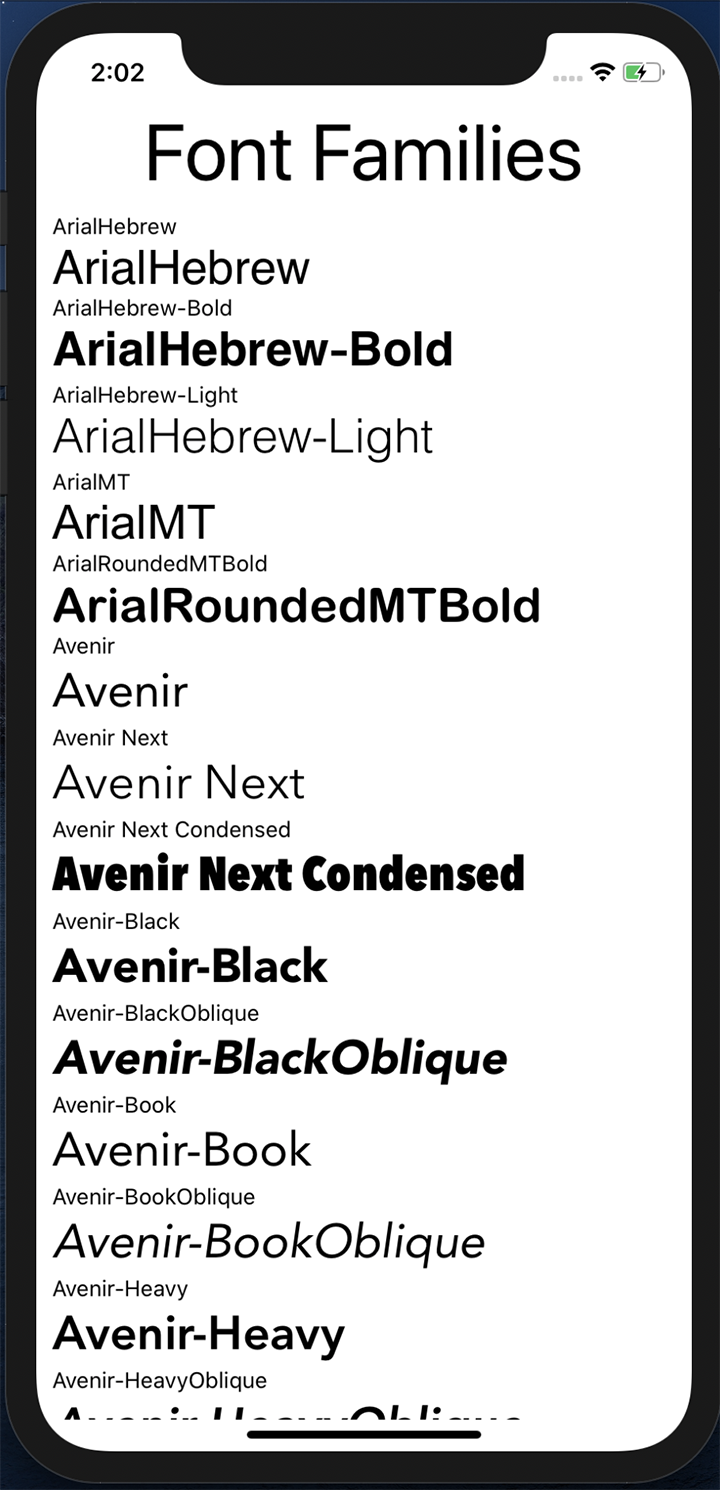 2:02
Font Families
ArialHebrew
ArialHebrew
ArialHebrew-Bold
ArialHebrew-Bold
ArialHebrew-Light
ArialHebrew-Light
ArialMT
ArialMT
ArialRoundedMTBold
ArialRoundedMTBold
Avenir
Avenir
Avenir Next
Avenir Next
Avenir Next Condensed
Avenir Next Condensed
Avenir-Black
Avenir-Black
Avenir-BlackOblique
Avenir-BlackOblique
Avenir-Book
Avenir-Book
Avenir-BookOblique
Avenir-BookOblique
Avenir-Heavy
Avenir-Heavy
Avenir-HeavyOblique
Avenir-HeavyOblique